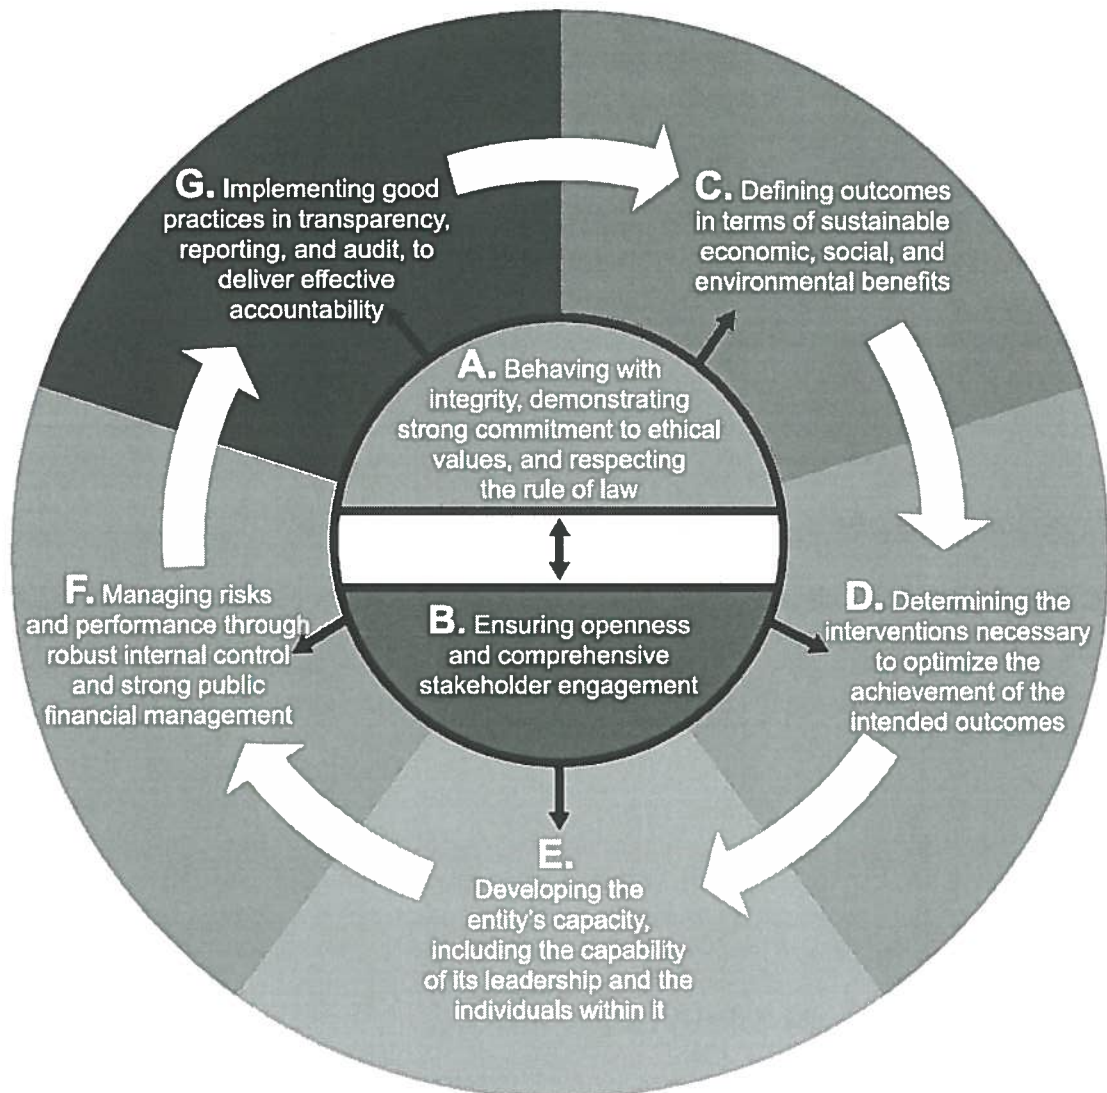 G. Implementing good
practices in transparency,
reporting, and audit, to
deliver effective
accountability
C. Defining outcomes
in terms of sustainable
economic, social, and
environmental benefits
A. Behaving with
integrity, demonstrating
strong commitment to ethical
values, and respecting
the rule of law
B. Ensuring openness
and comprehensive
stakeholder engagement
D. Determining the
interventions necessary
to optimize the
achievement of the
intended outcomes
E.
Developing the
entity's capacity,
including the capability
of its leadership and the
individuals within it
F. Managing risks
and performance through
robust internal control
and strong public
financial management